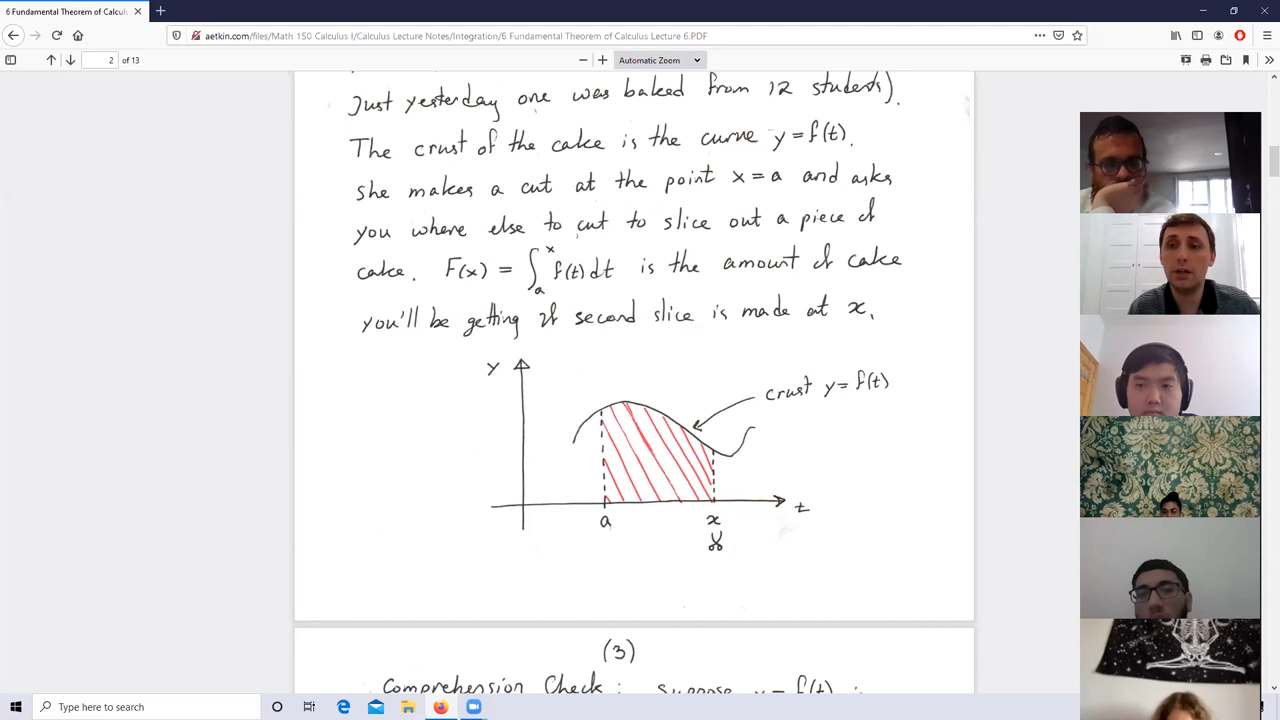 6 Fundamental Theorem of Calculu
aetkin.com/files/Math 150 Calculus I/Calculus Lecture Notes/Integration/6 Fundamental Theorem of Calculus Lecture 6.PDF
2 of 13
Automatic Zoom
Just yesterday one was baked from 12 students).
The crust of the cake is the curve y = f(t).
She makes a cut at the point x = a and asks
you where else to cut to slice out a piece of
cake. F(x) = ∫ₐˣ f(t) dt is the amount of cake
you'll be getting if second slice is made at x.
y
crust y = f(t)
t
a
x
(3)
Comprehension Check: suppose y = f(t) is
Type here to search